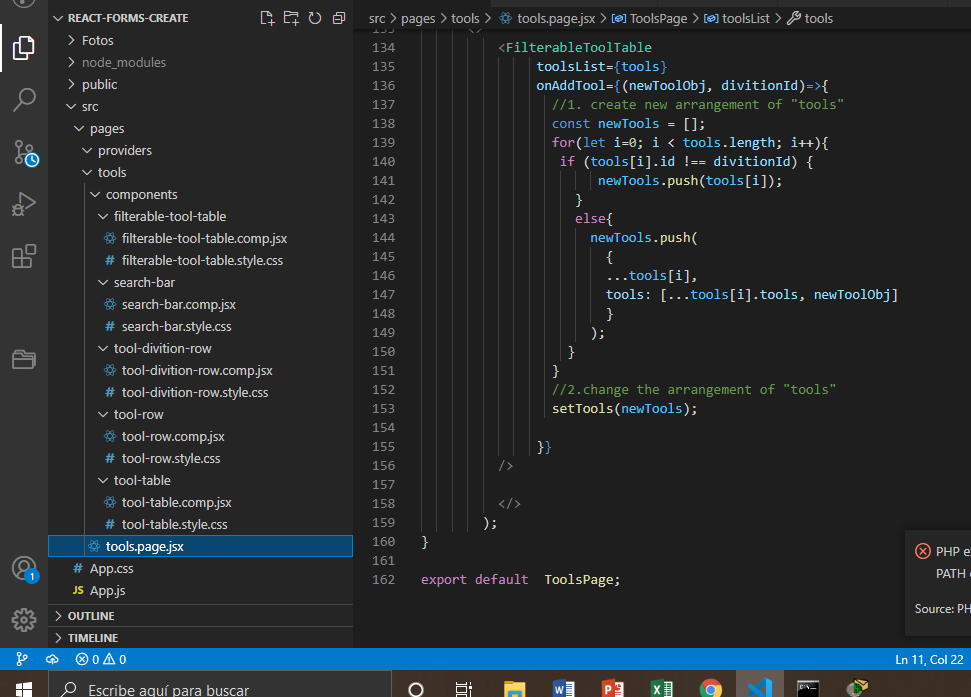 REACT-FORMS-CREATE
Fotos
node_modules
public
src
pages
providers
tools
components
filterable-tool-table
filterable-tool-table.comp.jsx
# filterable-tool-table.style.css
search-bar
search-bar.comp.jsx
# search-bar.style.css
tool-divition-row
tool-divition-row.comp.jsx
# tool-divition-row.style.css
tool-row
tool-row.comp.jsx
# tool-row.style.css
tool-table
tool-table.comp.jsx
# tool-table.style.css
tools.page.jsx
# App.css
JS App.js
OUTLINE
TIMELINE
1
src > pages > tools > tools.page.jsx > ToolsPage > toolsList > tools
133 <>
134 <FilterableToolTable
135 toolsList={tools}
136 onAddTool={(newToolObj, divitionId)=>{
137 //1. create new arrangement of "tools"
138 const newTools = [];
139 for(let i=0; i < tools.length; i++){
140 if (tools[i].id !== divitionId) {
141 newTools.push(tools[i]);
142 }
143 else{
144 newTools.push(
145 {
146 ...tools[i],
147 tools: [...tools[i].tools, newToolObj]
148 }
149 );
150 }
151 }
152 //2.change the arrangement of "tools"
153 setTools(newTools);
154
155 }}
156 />
157
158 </>
159 );
160 }
161
162 export default ToolsPage;
PHP e
PATH
Source: PH
0 0
Ln 11, Col 22
Escribe aquí para buscar